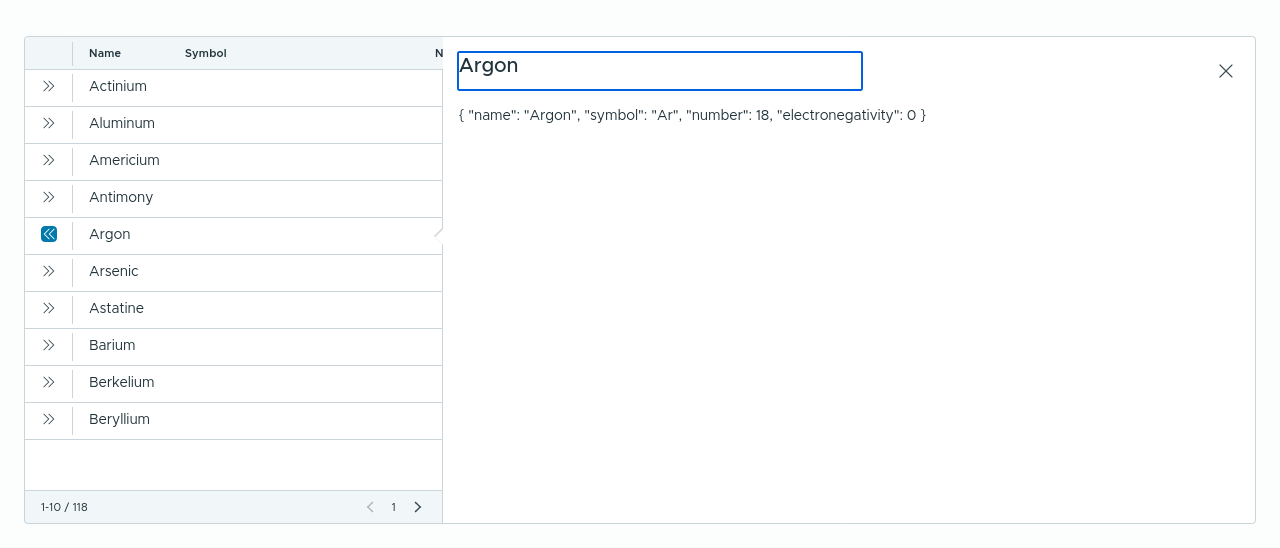 Name Symbol N
Actinium
Aluminum
Americium
Antimony
Argon
Arsenic
Astatine
Barium
Berkelium
Beryllium
1-10 / 118 1
Argon
{ "name": "Argon", "symbol": "Ar", "number": 18, "electronegativity": 0 }